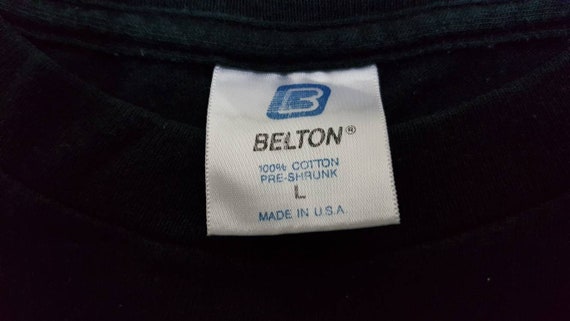 B
BELTON®
100% COTTON
PRE-SHRUNK
L
MADE IN U.S.A.